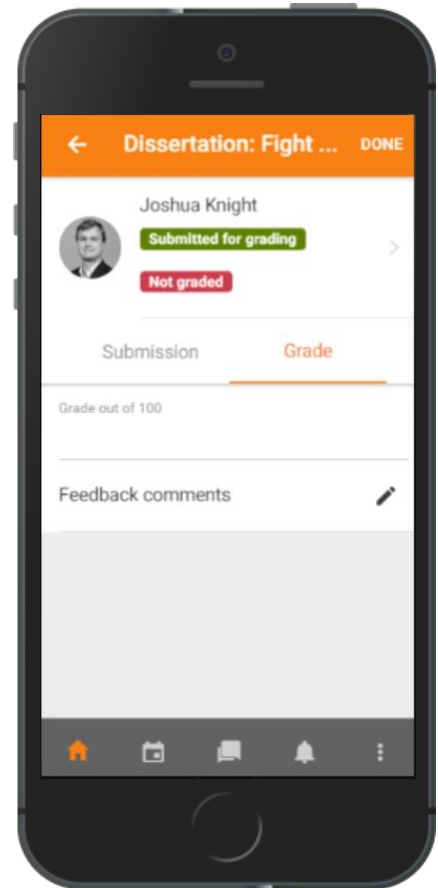 Dissertation: Fight ... DONE
Joshua Knight
Submitted for grading
Not graded
Submission Grade
Grade out of 100
Feedback comments